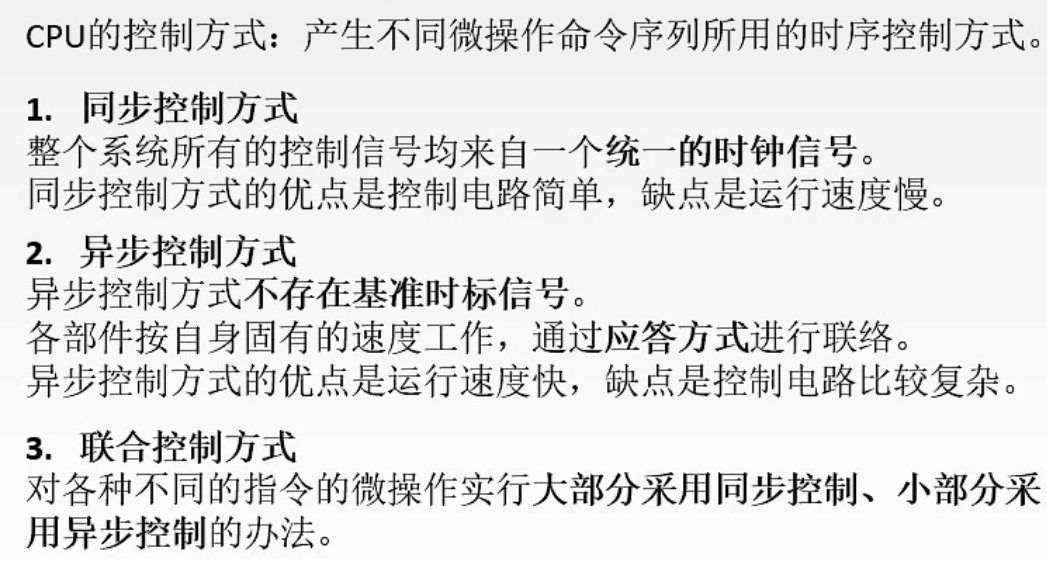 CPU的控制方式：产生不同微操作命令序列所用的时序控制方式。
1. 同步控制方式
整个系统所有的控制信号均来自一个统一的时钟信号。
同步控制方式的优点是控制电路简单，缺点是运行速度慢。
2. 异步控制方式
异步控制方式不存在基准时标信号。
各部件按自身固有的速度工作，通过应答方式进行联络。
异步控制方式的优点是运行速度快，缺点是控制电路比较复杂。
3. 联合控制方式
对各种不同的指令的微操作实行大部分采用同步控制、小部分采
用异步控制的办法。